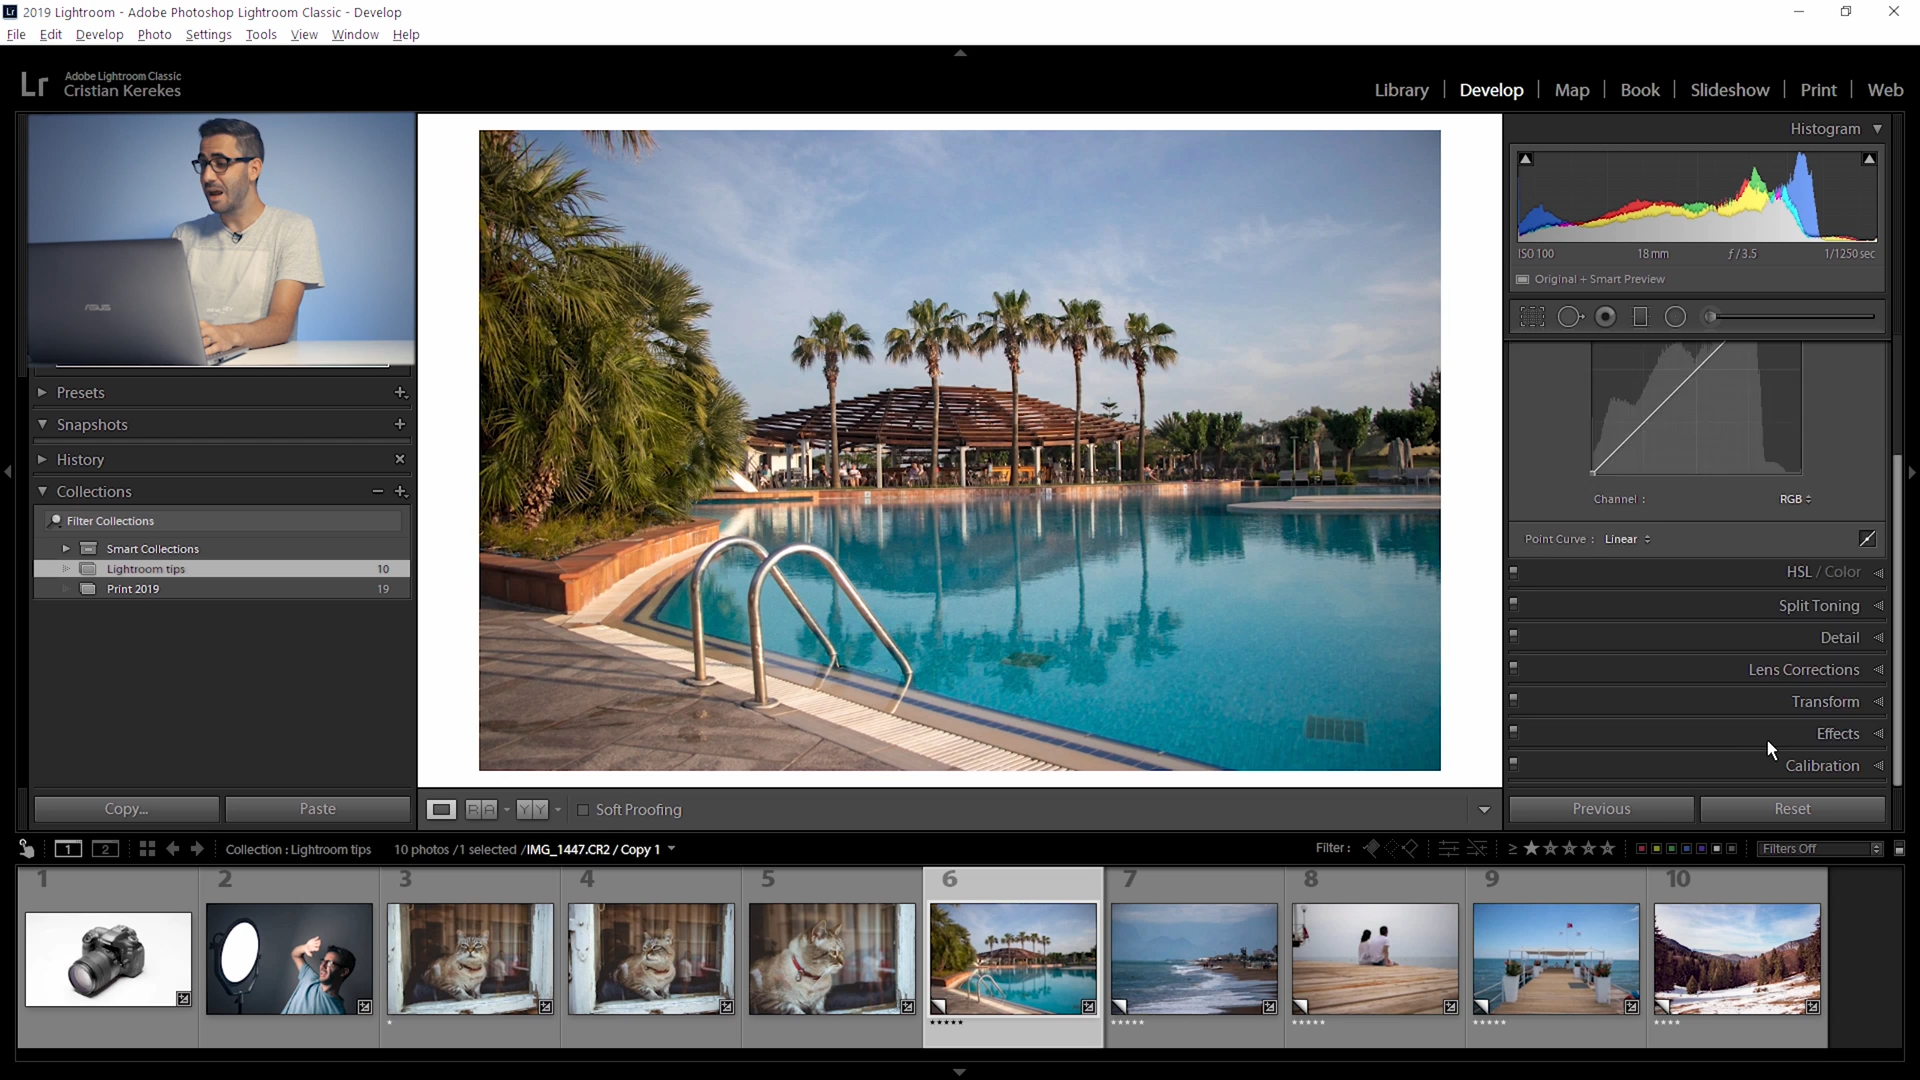 Lr 2019 Lightroom - Adobe Photoshop Lightroom Classic - Develop
File Edit Develop Photo Settings Tools View Window Help
Lr Adobe Lightroom Classic
Cristian Kerekes
Library | Develop | Map | Book | Slideshow | Print | Web
Histogram
ISO 100 18 mm f / 3.5 1/1250 sec
Original + Smart Preview
ASUS
Presets
Snapshots
History
Collections
Filter Collections
Smart Collections
Lightroom tips 10
Print 2019 19
Channel : RGB
Point Curve : Linear
HSL / Color
Split Toning
Detail
Lens Corrections
Transform
Effects
Calibration
Copy... Paste
R A Y Y Soft Proofing
Previous Reset
1 2 Collection : Lightroom tips 10 photos / 1 selected / IMG_1447.CR2 / Copy 1
Filter : ≥ ★★★★★ Filters Off
1 2 3 4 5 6 7 8 9 10